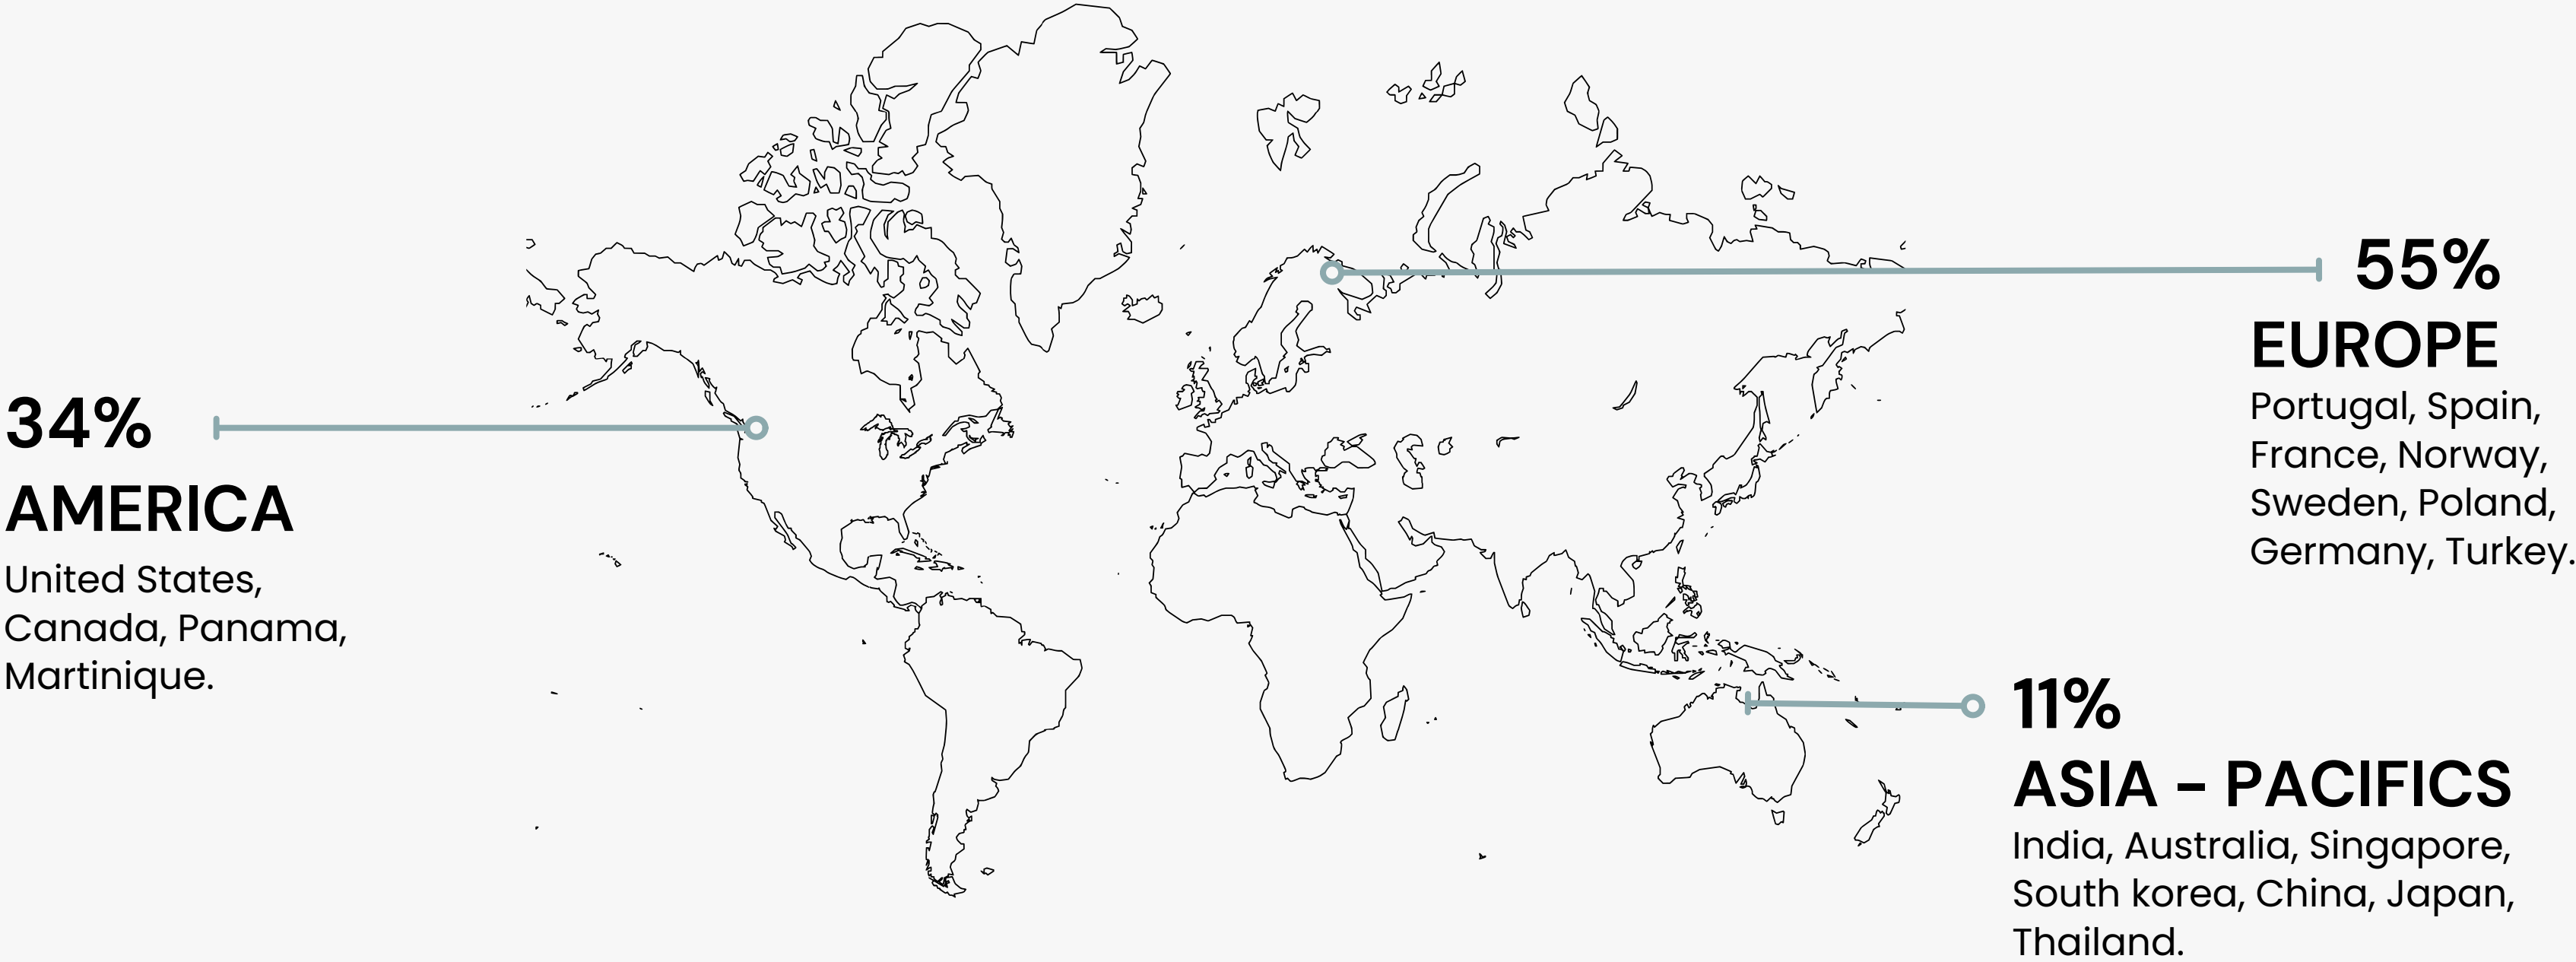 34%
AMERICA
United States,
Canada, Panama,
Martinique.
55%
EUROPE
Portugal, Spain,
France, Norway,
Sweden, Poland,
Germany, Turkey.
11%
ASIA - PACIFICS
India, Australia, Singapore,
South korea, China, Japan,
Thailand.